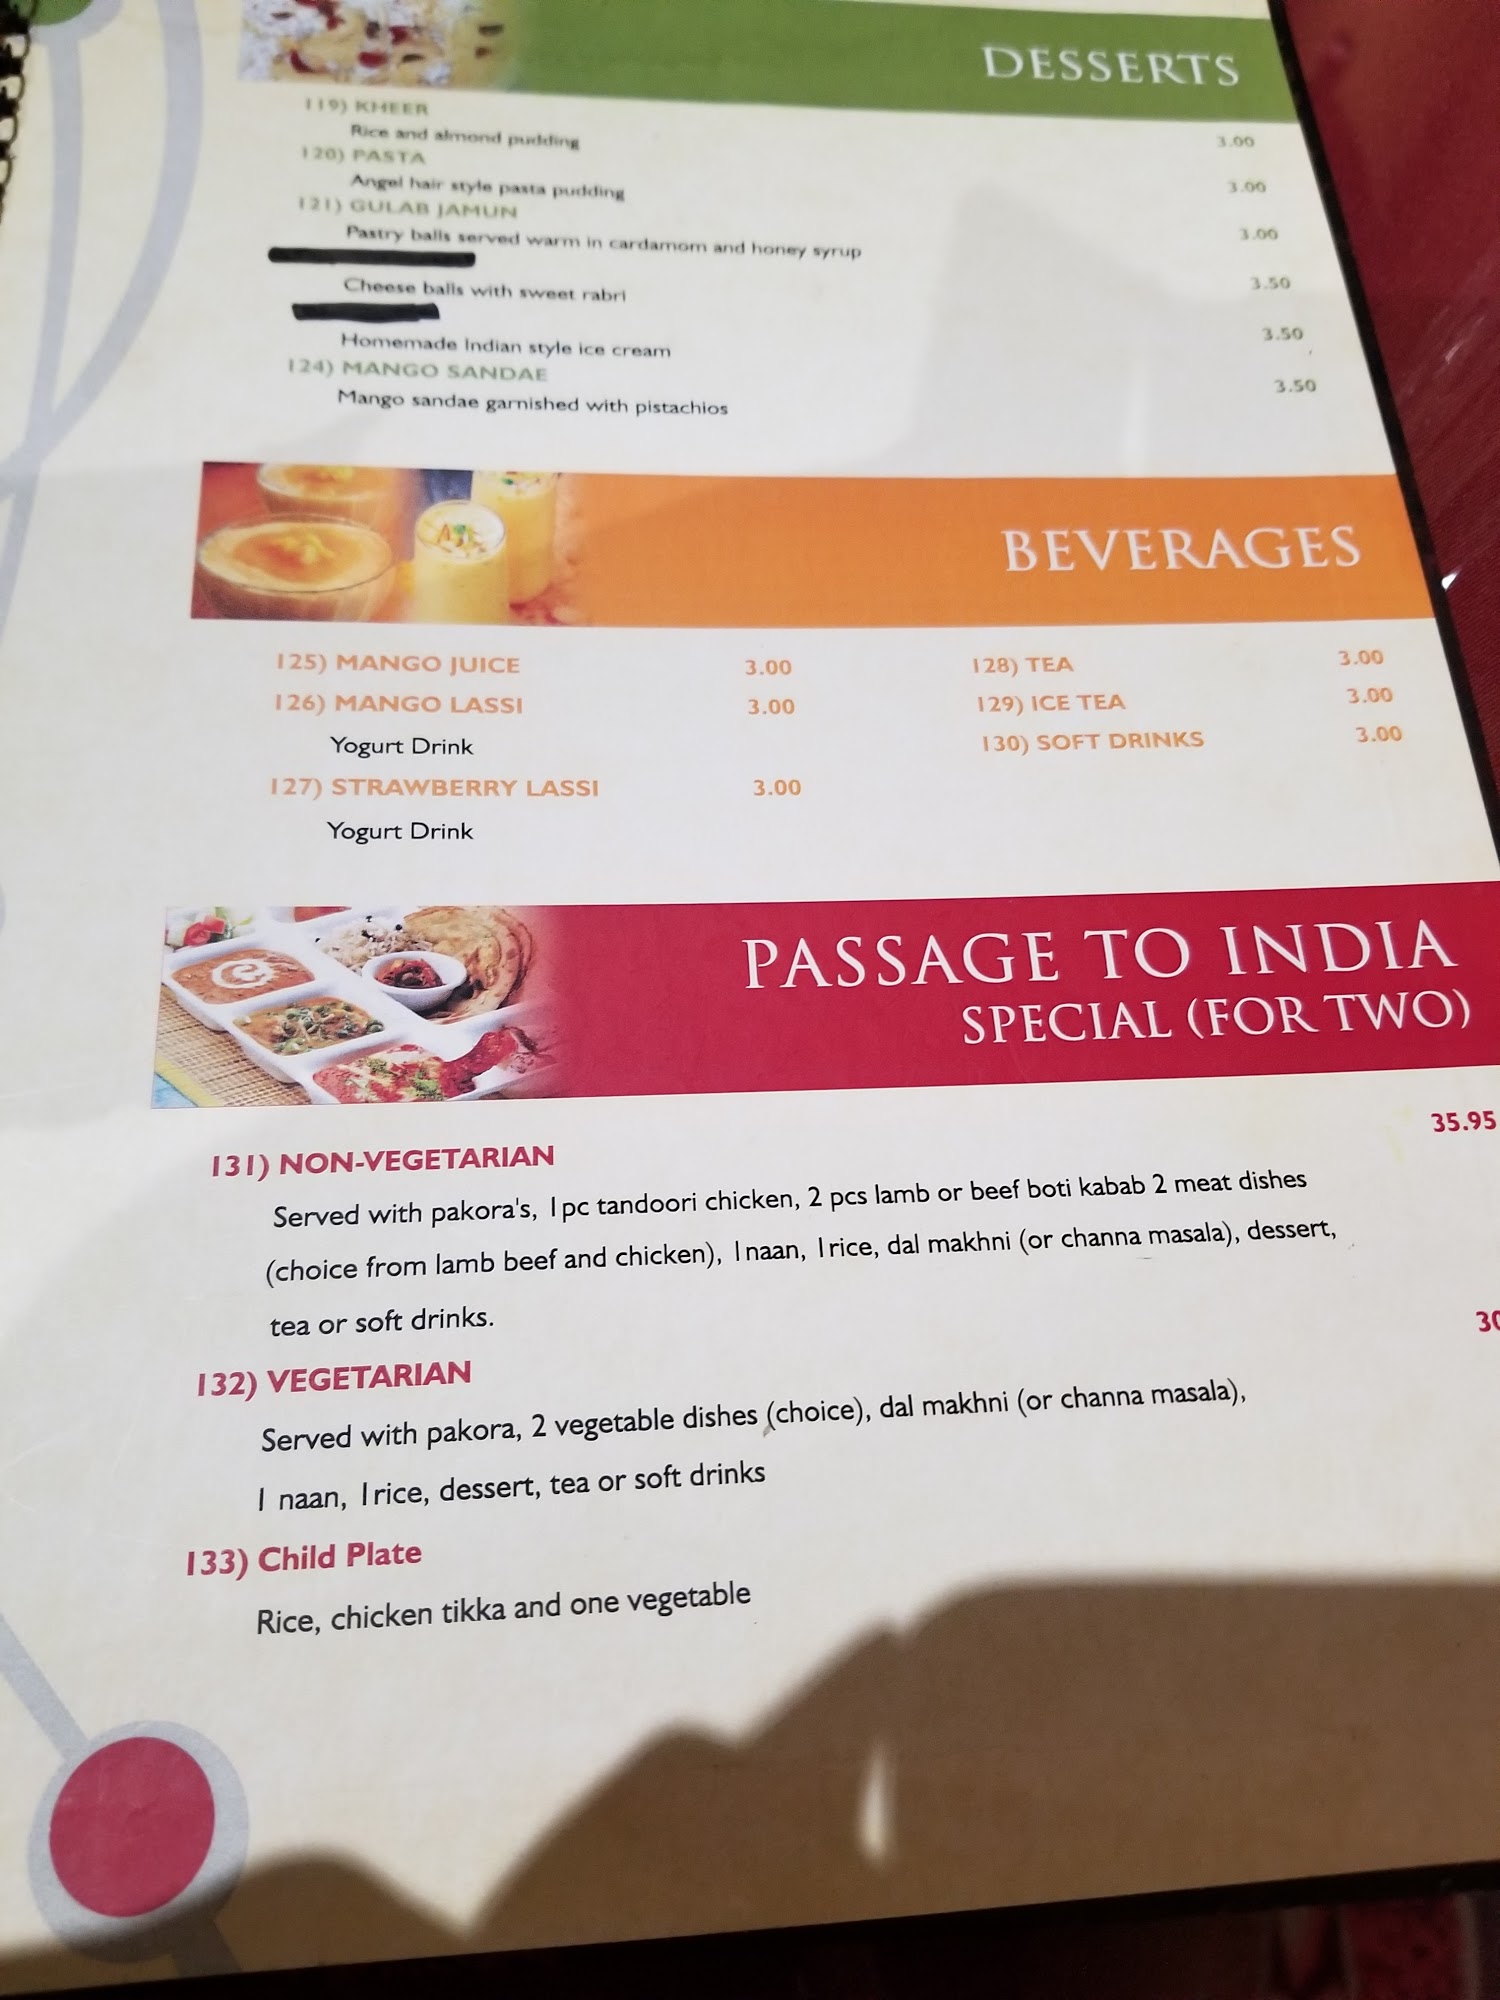 DESSERTS
119) KHEER
Rice and almond pudding 3.00
120) PASTA
Angel hair style pasta pudding 3.00
121) GULAB JAMUN
Pastry balls served warm in cardamom and honey syrup 3.00
Cheese balls with sweet rabri 3.50
Homemade Indian style ice cream 3.50
124) MANGO SANDAE
Mango sandae garnished with pistachios 3.50
BEVERAGES
125) MANGO JUICE 3.00
126) MANGO LASSI 3.00
Yogurt Drink
127) STRAWBERRY LASSI 3.00
Yogurt Drink
128) TEA 3.00
129) ICE TEA 3.00
130) SOFT DRINKS 3.00
PASSAGE TO INDIA
SPECIAL (FOR TWO)
131) NON-VEGETARIAN 35.95
Served with pakora's, 1pc tandoori chicken, 2 pcs lamb or beef boti kabab 2 meat dishes
(choice from lamb beef and chicken), 1naan, 1rice, dal makhni (or channa masala), dessert,
tea or soft drinks.
132) VEGETARIAN
Served with pakora, 2 vegetable dishes (choice), dal makhni (or channa masala),
1 naan, 1rice, dessert, tea or soft drinks
133) Child Plate
Rice, chicken tikka and one vegetable